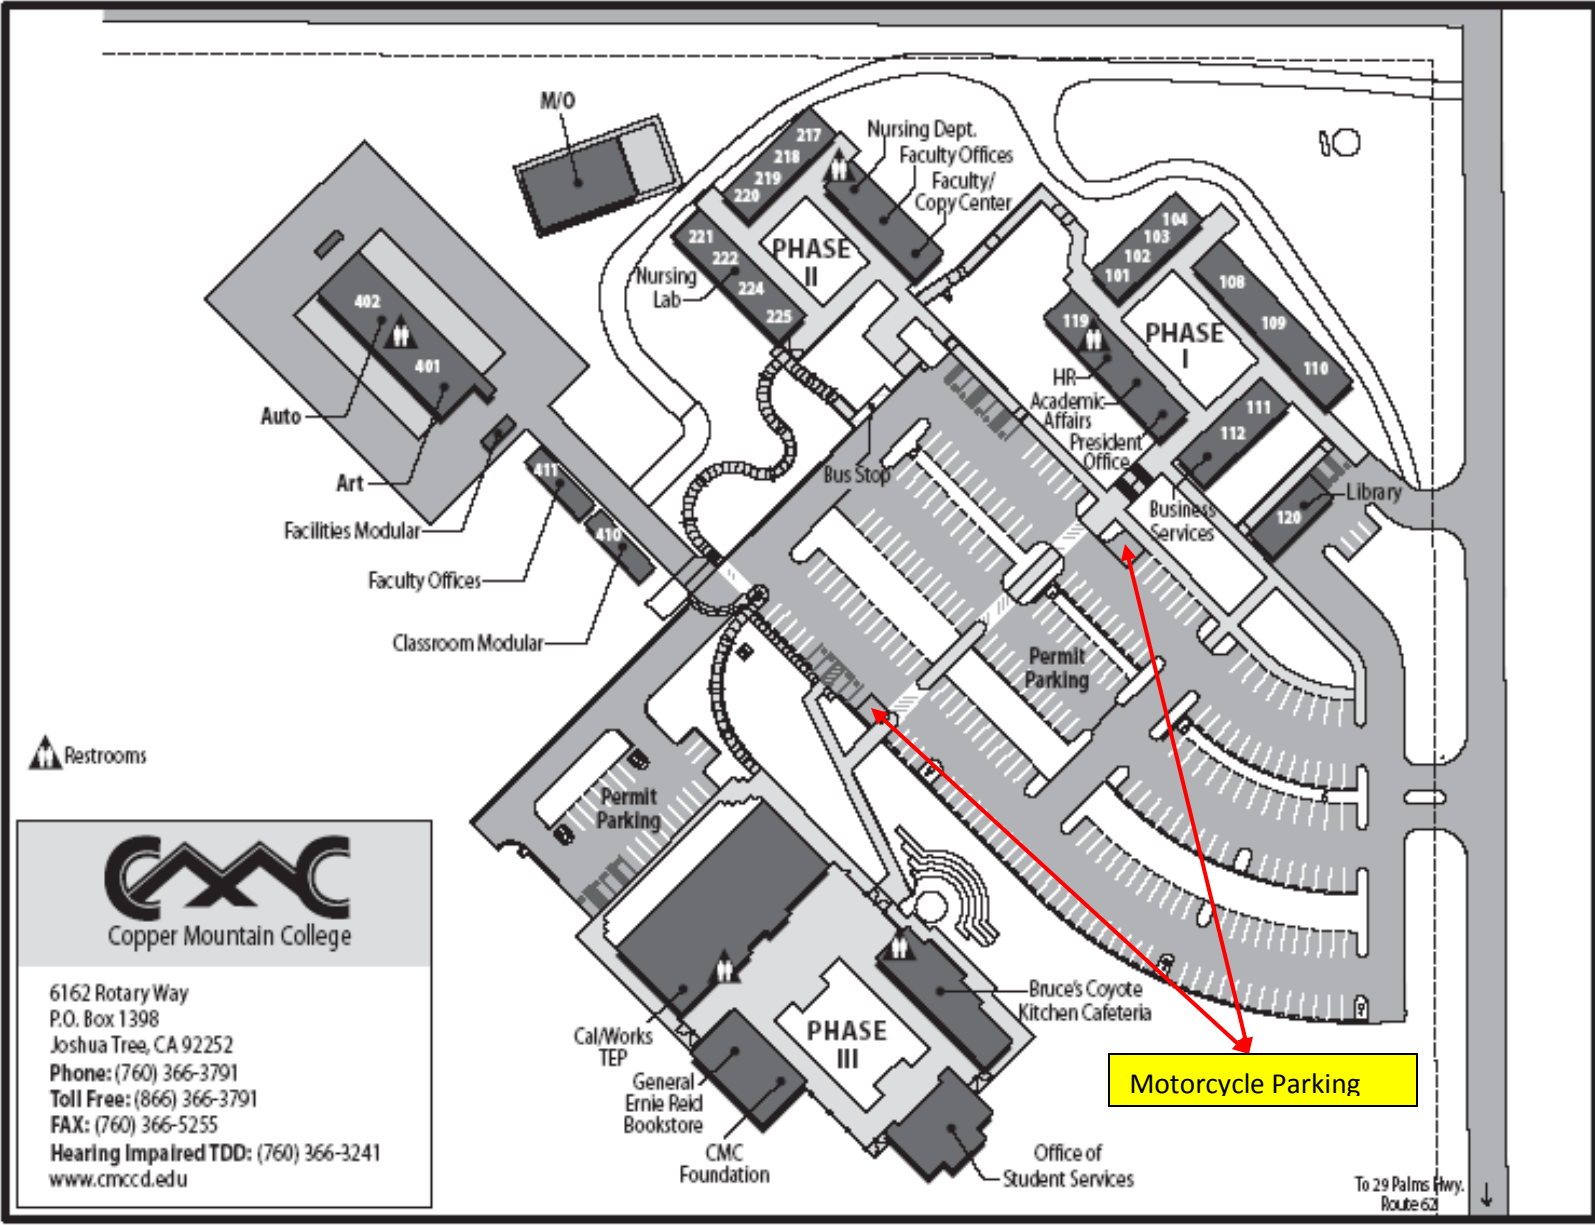 M/O
217
218
219
220
Nursing Dept.
Faculty Offices
Faculty/
Copy Center
221
222
224
225
PHASE
II
Nursing
Lab
104
103
102
101
108
109
110
119
PHASE
I
HR
Academic
Affairs
President
Office
111
112
Business
Services
120
Library
402
401
Auto
Art
Facilities Modular
411
Faculty Offices
410
Classroom Modular
Bus Stop
Permit
Parking
Restrooms
Permit
Parking
CMC
Copper Mountain College
6162 Rotary Way
P.O. Box 1398
Joshua Tree, CA 92252
Phone: (760) 366-3791
Toll Free: (866) 366-3791
FAX: (760) 366-5255
Hearing Impaired TDD: (760) 366-3241
www.cmccd.edu
Cal/Works
TEP
General
Ernie Reid
Bookstore
CMC
Foundation
PHASE
III
Bruce's Coyote
Kitchen Cafeteria
Office of
Student Services
Motorcycle Parking
To 29 Palms Hwy.
Route 62